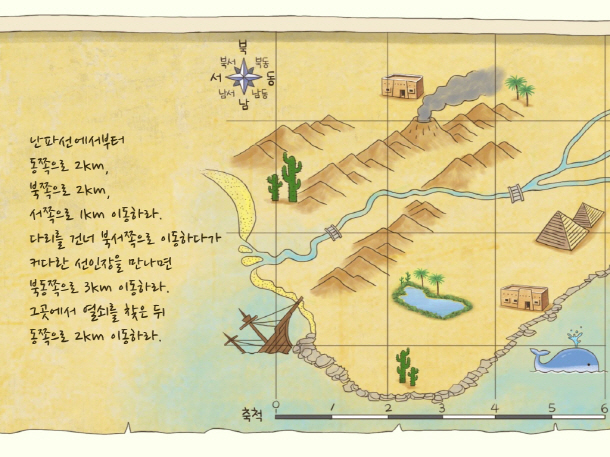 북
북서 북동
서 동
남서 남동
남
난파선에서부터
동쪽으로 2km,
북쪽으로 2km,
서쪽으로 1km 이동하라.
다리를 건너 북서쪽으로 이동하다가
커다란 선인장을 만나면
북동쪽으로 3km 이동하라.
그곳에서 열쇠를 찾은 뒤
동쪽으로 2km 이동하라.
0 1 2 3 4 5 6
축척